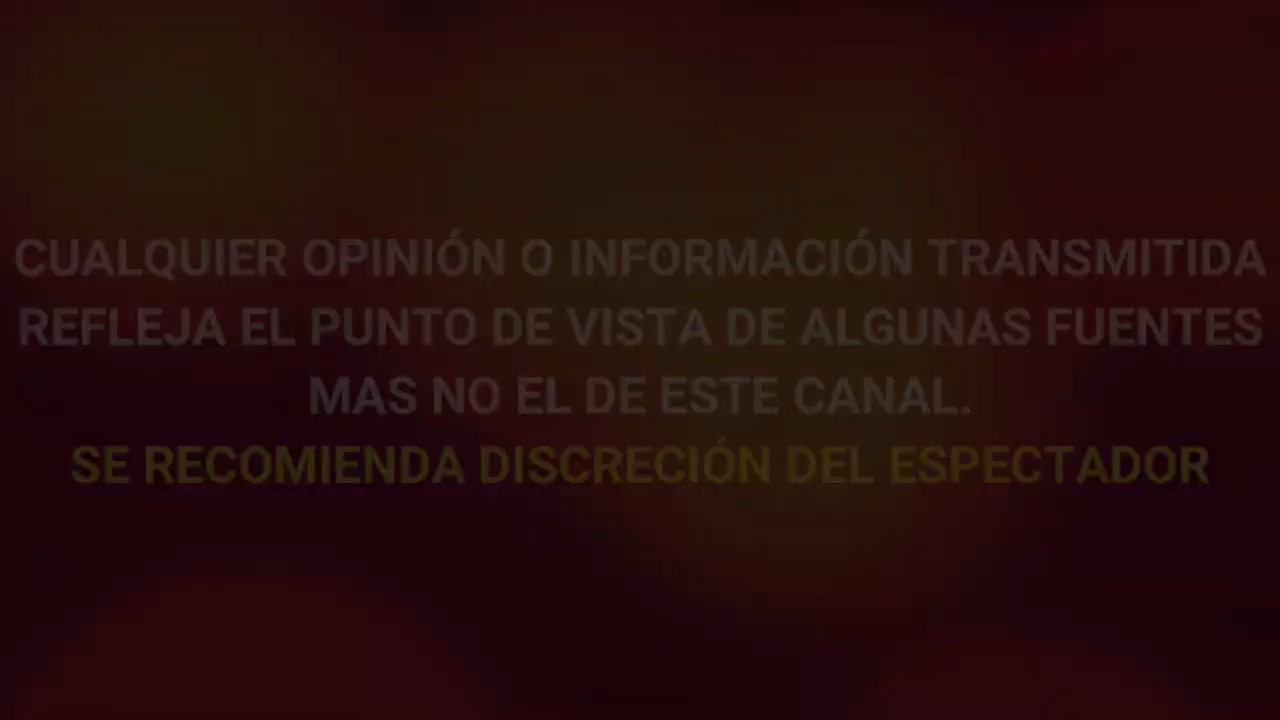 CUALQUIER OPINIÓN O INFORMACIÓN TRANSMITIDA
REFLEJA EL PUNTO DE VISTA DE ALGUNAS FUENTES
MAS NO EL DE ESTE CANAL.
SE RECOMIENDA DISCRECIÓN DEL ESPECTADOR